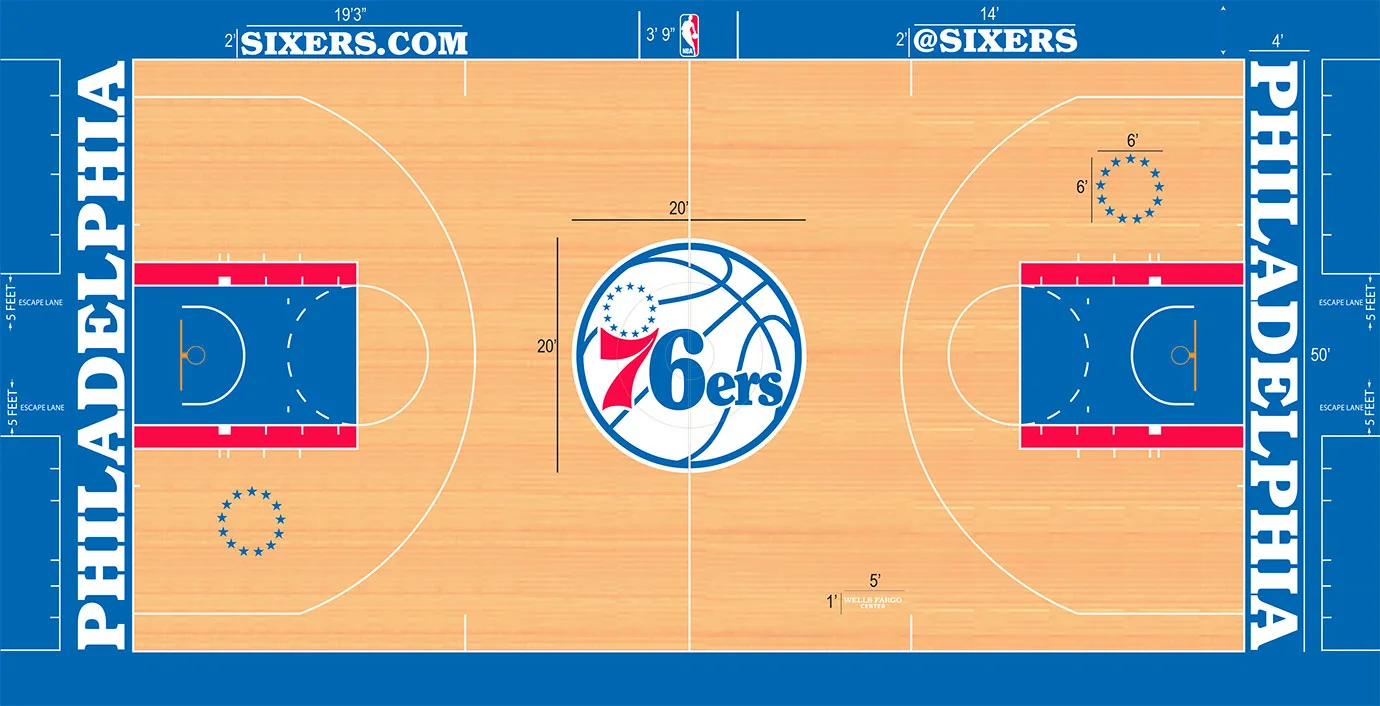 19'3"
2' SIXERS.COM
3' 9"
NBA
14'
2' @SIXERS
4'
PHILADELPHIA
PHILADELPHIA
6'
6'
20'
20'
76ers
5 FEET
ESCAPE LANE
5 FEET
ESCAPE LANE
ESCAPE LANE
5 FEET
50'
ESCAPE LANE
5 FEET
5'
1' WELLS FARGO
CENTER